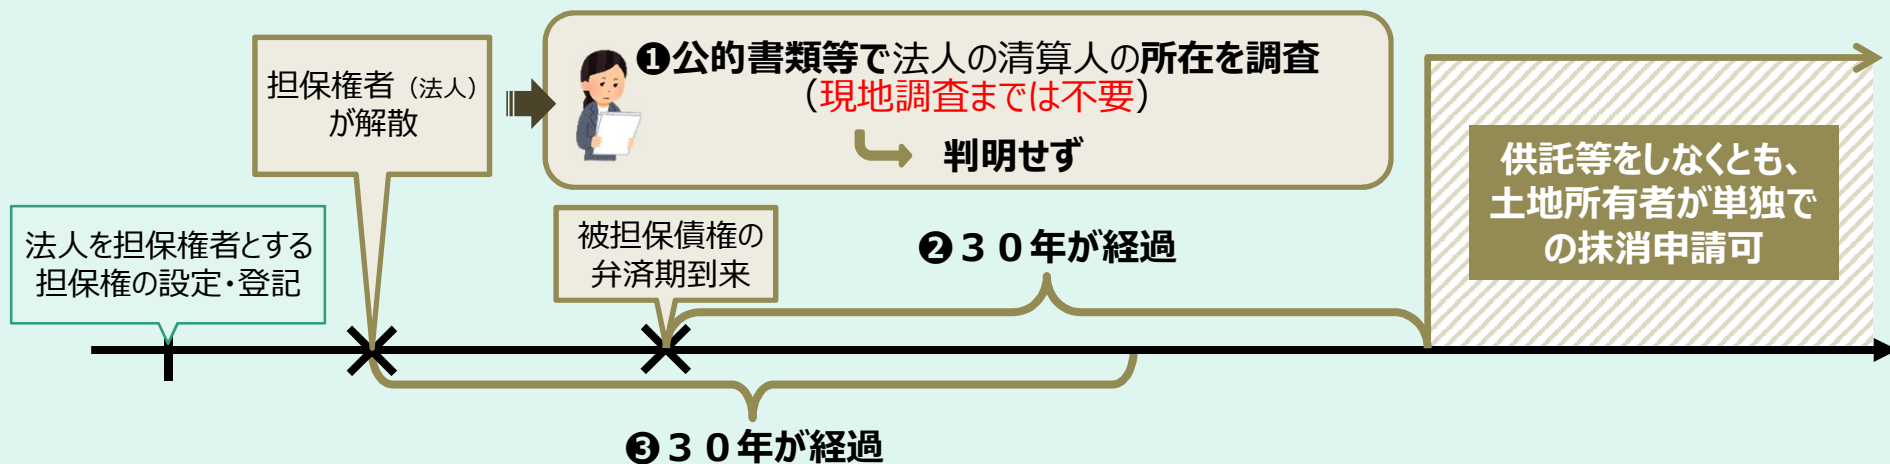 法人を担保権者とする
担保権の設定・登記
担保権者（法人）
が解散
❶公的書類等で法人の清算人の所在を調査
（現地調査までは不要）
判明せず
被担保債権の
弁済期到来
❷３０年が経過
❸３０年が経過
供託等をしなくとも、
土地所有者が単独で
の抹消申請可